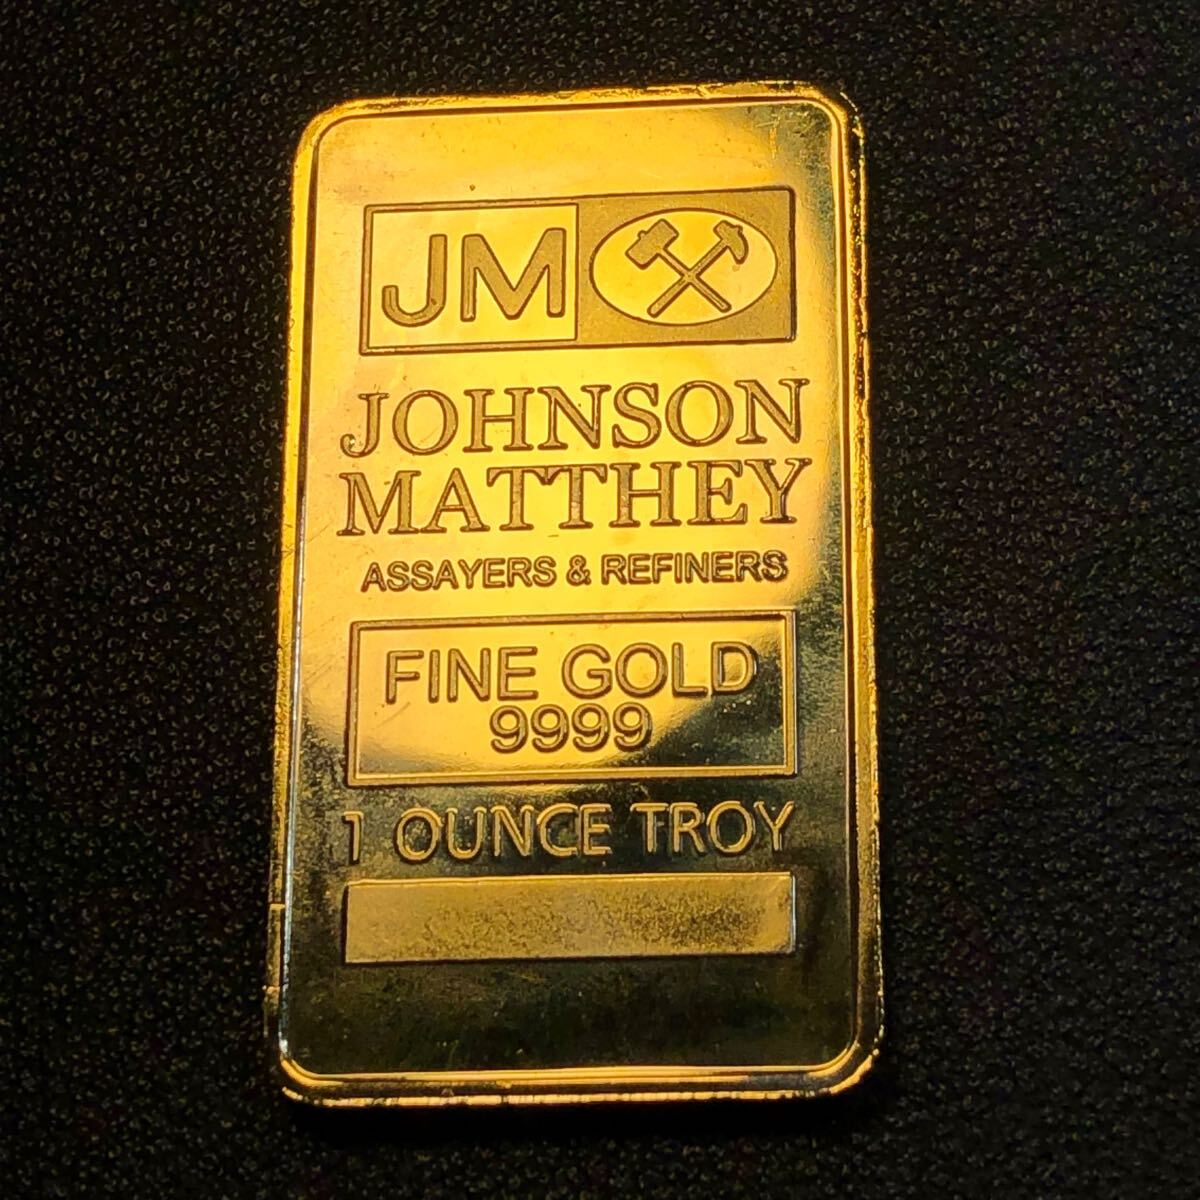 JM
JOHNSON
MATTHEY
ASSAYERS & REFINERS
FINE GOLD
9999
1 OUNCE TROY